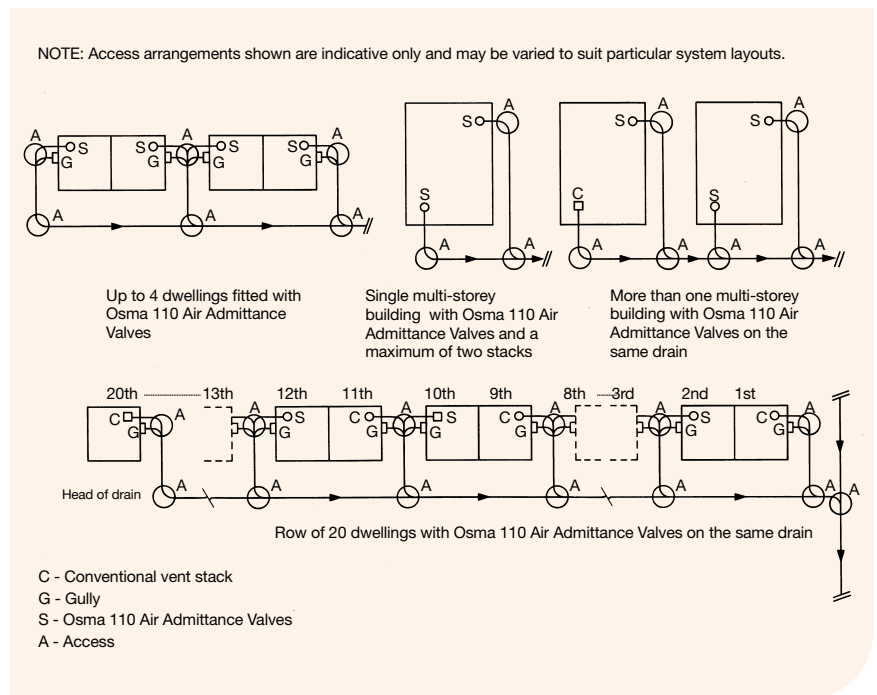 NOTE: Access arrangements shown are indicative only and may be varied to suit particular system layouts.
A A A
S S S S
G G G G
A A A
Up to 4 dwellings fitted with
Osma 110 Air Admittance
Valves
S A
S
A A
Single multi-storey
building with Osma 110 Air
Admittance Valves and a
maximum of two stacks
S A S A
C S
A A A A
More than one multi-storey
building with Osma 110 Air
Admittance Valves on the
same drain
20th 13th 12th 11th 10th 9th 8th 3rd 2nd 1st
C A A S C A S C A A S C A
G G G G G G G
Head of drain A A A A A A A
Row of 20 dwellings with Osma 110 Air Admittance Valves on the same drain
C - Conventional vent stack
G - Gully
S - Osma 110 Air Admittance Valves
A - Access